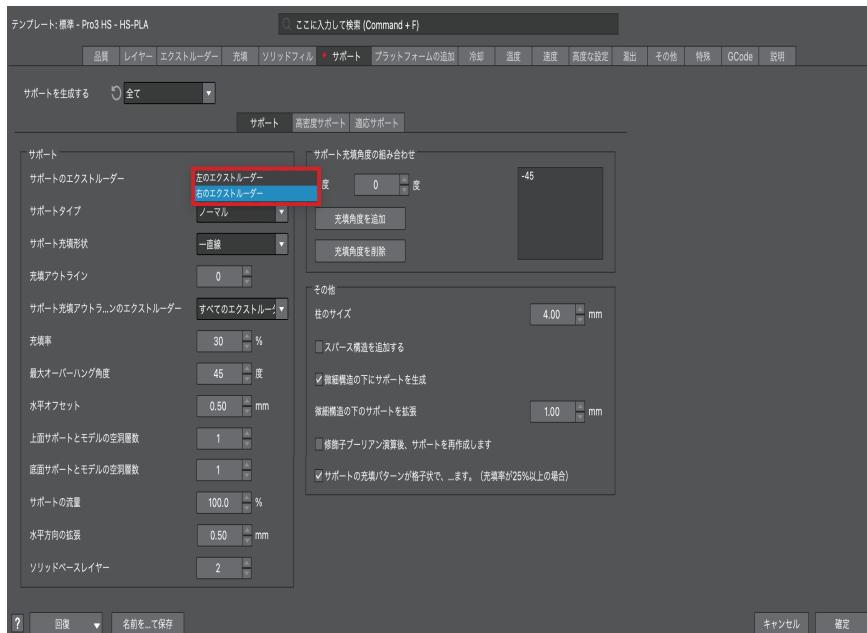 テンプレート: 標準 - Pro3 HS - HS-PLA
ここに入力して検索 (Command + F)
品質 レイヤー エクストルーダー 充填 ソリッドフィル * サポート プラットフォームの追加 冷却 温度 速度 高度な設定 滲出 その他 特殊 GCode 説明
サポートを生成する 全て
サポート 高密度サポート 適応サポート
サポート
サポートのエクストルーダー
左のエクストルーダー
右のエクストルーダー
サポートタイプ ノーマル
サポート充填形状 一直線
充填アウトライン 0
サポート充填アウトラ...ンのエクストルーダー すべてのエクストルーダ
充填率 30 %
最大オーバーハング角度 45 度
水平オフセット 0.50 mm
上面サポートとモデルの空洞層数 1
底面サポートとモデルの空洞層数 1
サポートの流量 100.0 %
水平方向の拡張 0.50 mm
ソリッドベースレイヤー 2
サポート充填角度の組み合わせ
度 0 度
-45
充填角度を追加
充填角度を削除
その他
柱のサイズ 4.00 mm
スパース構造を追加する
微細構造の下にサポートを生成
微細構造の下のサポートを拡張 1.00 mm
修飾子ブーリアン演算後、サポートを再作成します
サポートの充填パターンが格子状で、...ます。（充填率が25%以上の場合）
? 回復 名前を...て保存 キャンセル 確定